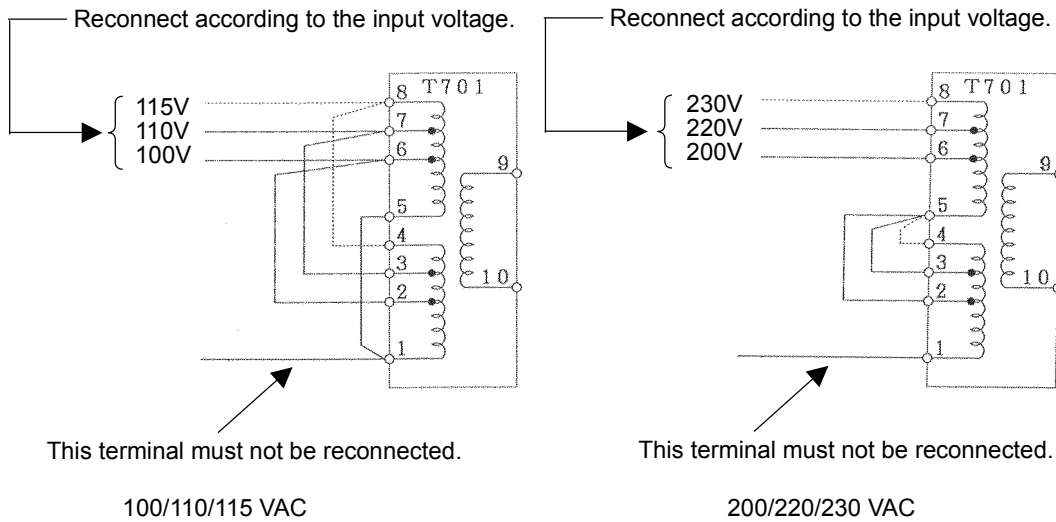 Reconnect according to the input voltage.
T701
115V
110V
100V
8
7
6
5
4
3
2
1
9
10
This terminal must not be reconnected.
100/110/115 VAC
Reconnect according to the input voltage.
T701
230V
220V
200V
8
7
6
5
4
3
2
1
9
10
This terminal must not be reconnected.
200/220/230 VAC